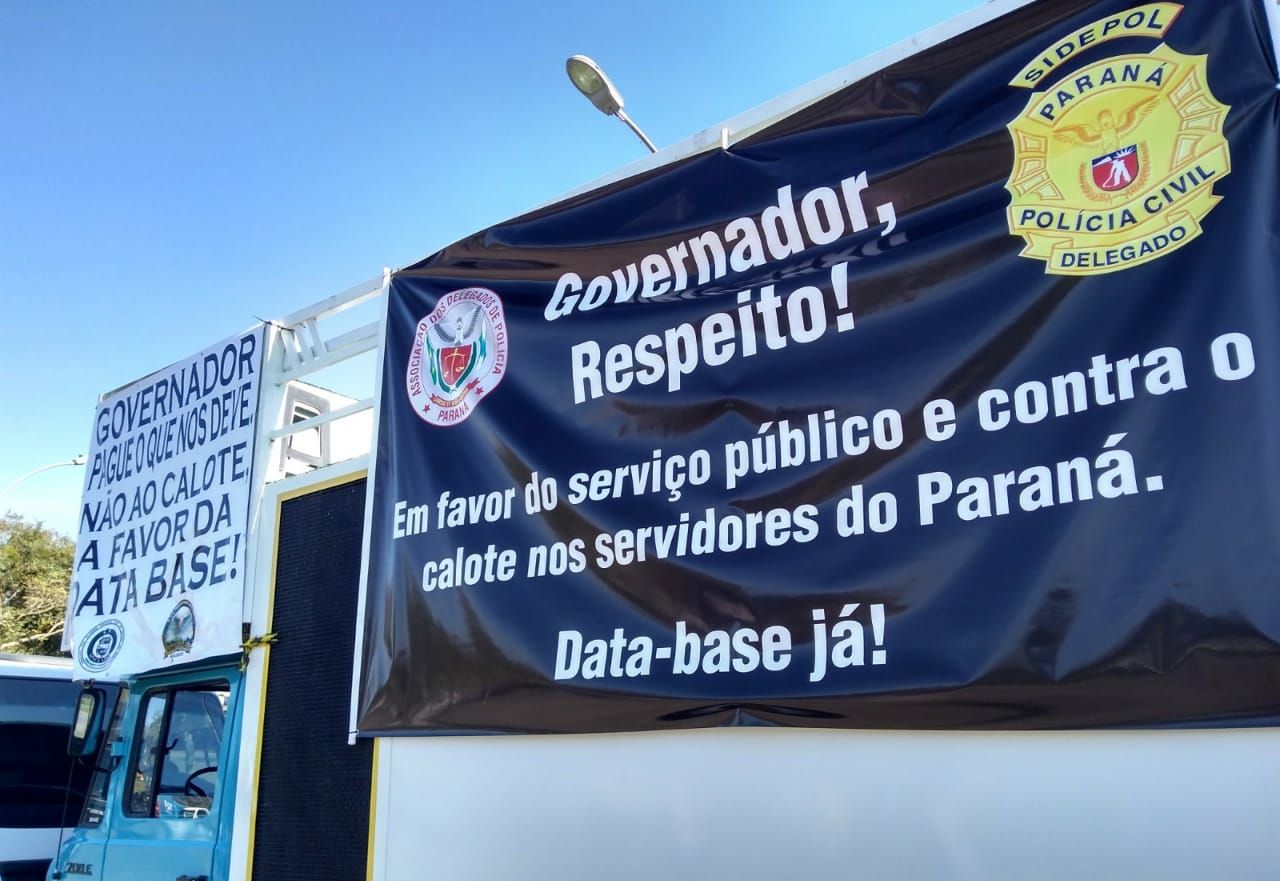 GOVERNADOR
PAGUE O QUE NOS DEVE,
NÃO AO CALOTE,
A FAVOR DA
DATA BASE!
708E
ASSOCIAÇÃO DOS DELEGADOS DE POLICIA
PARANÁ
Governador,
Respeito!
Em favor do serviço público e contra o
calote nos servidores do Paraná.
Data-base já!
SIDEPOL
PARANÁ
POLÍCIA CIVIL
DELEGADO